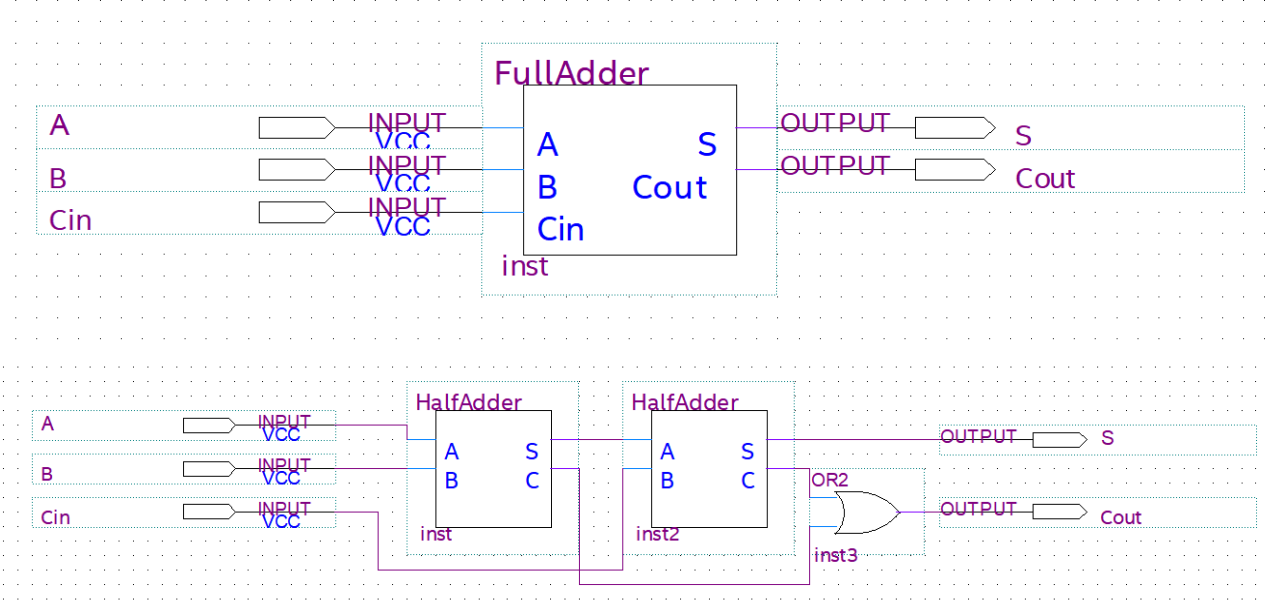 FullAdder
A INPUT VCC A S OUTPUT S
B INPUT VCC B Cout OUTPUT Cout
Cin INPUT VCC Cin
inst
HalfAdder HalfAdder
A INPUT VCC A S A S OUTPUT S
B INPUT VCC B C B C OR2
Cin INPUT VCC OUTPUT Cout
inst inst2 inst3